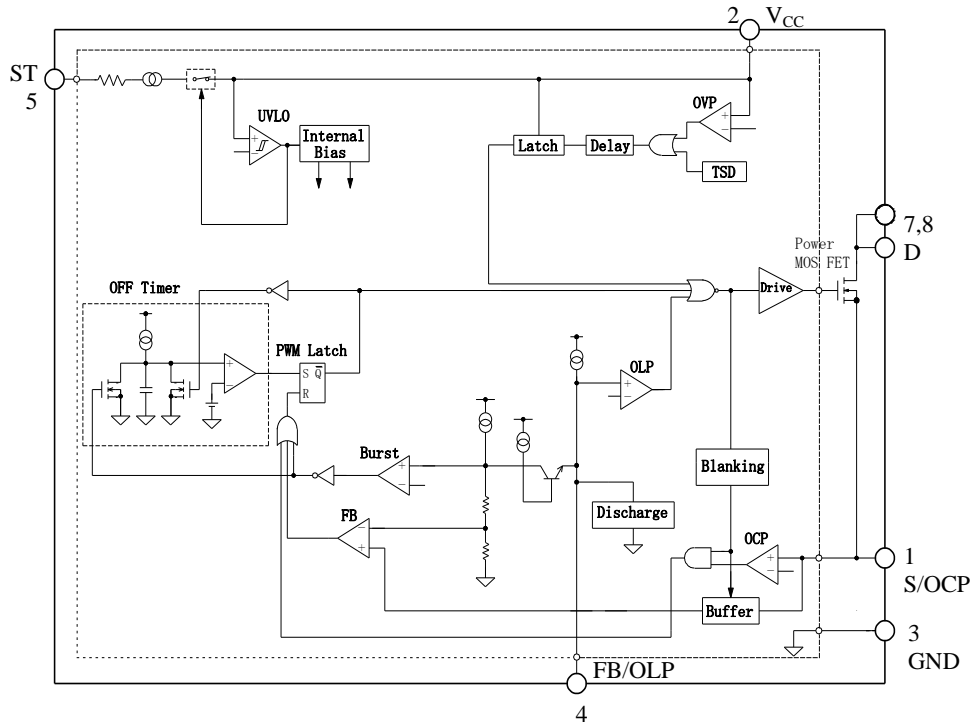 2 VCC
ST
5
UVLO
Internal
Bias
OVP
+
−
Latch
Delay
TSD
7,8
D
Power
MOS FET
OFF Timer
Drive
PWM Latch
S Q̅
R
OLP
Burst
Blanking
FB
Discharge
OCP
1
S/OCP
Buffer
3
GND
FB/OLP
4